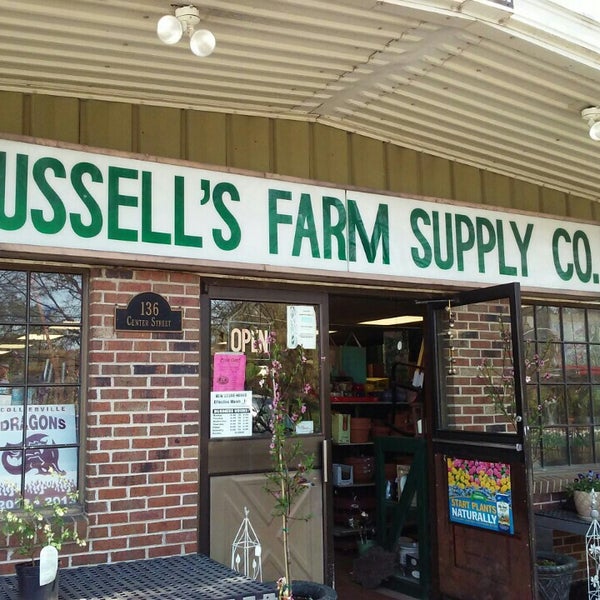 USSELL'S FARM SUPPLY CO.
136
CENTER STREET
OPEN
COLLIERVILLE
DRAGONS
START PLANTS
NATURALLY